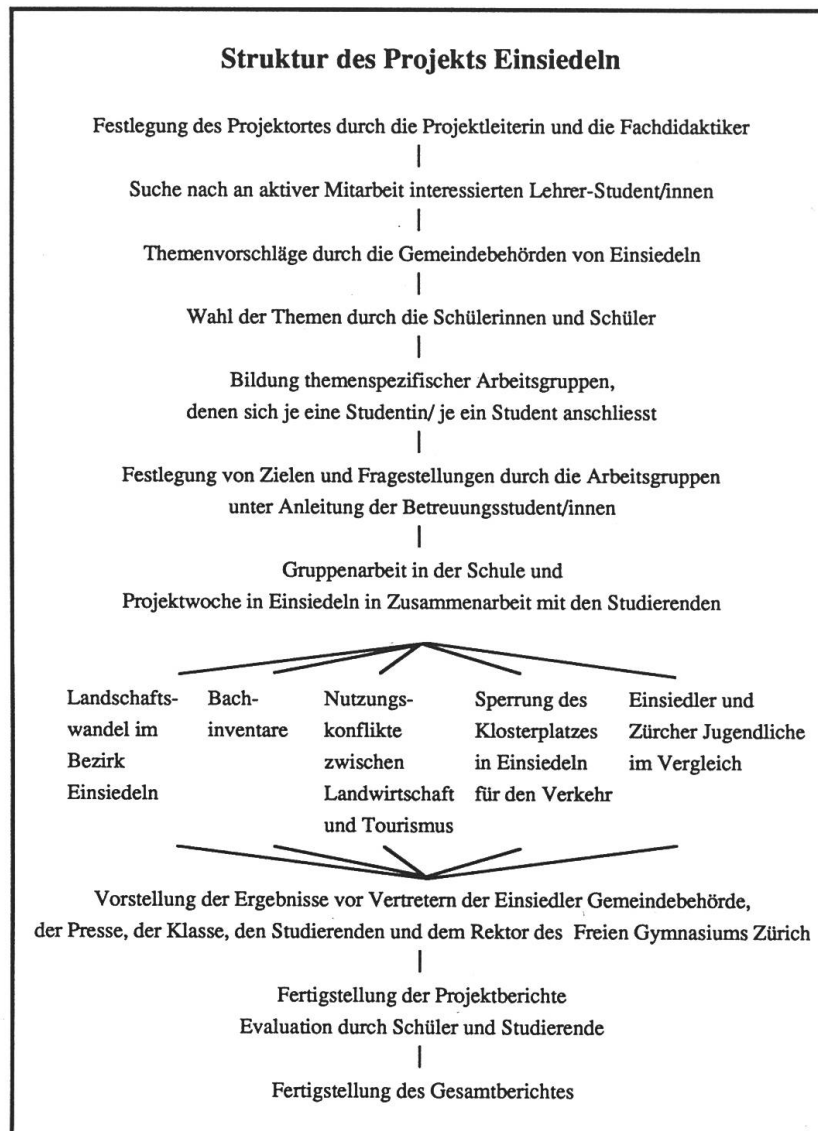 Struktur des Projekts Einsiedeln
Festlegung des Projektortes durch die Projektleiterin und die Fachdidaktiker
Suche nach an aktiver Mitarbeit interessierten Lehrer-Student/innen
Themenvorschläge durch die Gemeindebehörden von Einsiedeln
Wahl der Themen durch die Schülerinnen und Schüler
Bildung themenspezifischer Arbeitsgruppen,
denen sich je eine Studentin/ je ein Student anschliesst
Festlegung von Zielen und Fragestellungen durch die Arbeitsgruppen
unter Anleitung der Betreuungsstudent/innen
Gruppenarbeit in der Schule und
Projektwoche in Einsiedeln in Zusammenarbeit mit den Studierenden
Landschafts-
wandel im
Bezirk
Einsiedeln
Bach-
inventare
Nutzungs-
konflikte
zwischen
Landwirtschaft
und Tourismus
Sperrung des
Klosterplatzes
in Einsiedeln
für den Verkehr
Einsiedler und
Zürcher Jugendliche
im Vergleich
Vorstellung der Ergebnisse vor Vertretern der Einsiedler Gemeindebehörde,
der Presse, der Klasse, den Studierenden und dem Rektor des Freien Gymnasiums Zürich
Fertigstellung der Projektberichte
Evaluation durch Schüler und Studierende
Fertigstellung des Gesamtberichtes